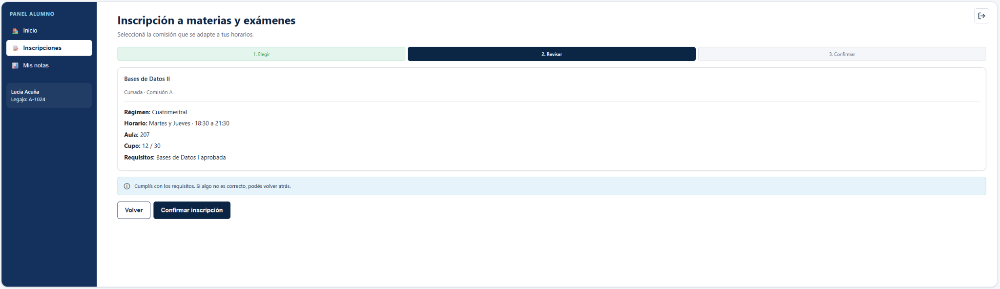 PANEL ALUMNO
Inicio
Inscripciones
Mis notas
Lucía Acuña
Legajo: A-1024
Inscripción a materias y exámenes
Seleccioná la comisión que se adapte a tus horarios.
1. Elegir
2. Revisar
3. Confirmar
Bases de Datos II
Cursada · Comisión A
Régimen: Cuatrimestral
Horario: Martes y Jueves · 18:30 a 21:30
Aula: 207
Cupo: 12 / 30
Requisitos: Bases de Datos I aprobada
Cumplís con los requisitos. Si algo no es correcto, podés volver atrás.
Volver
Confirmar inscripción